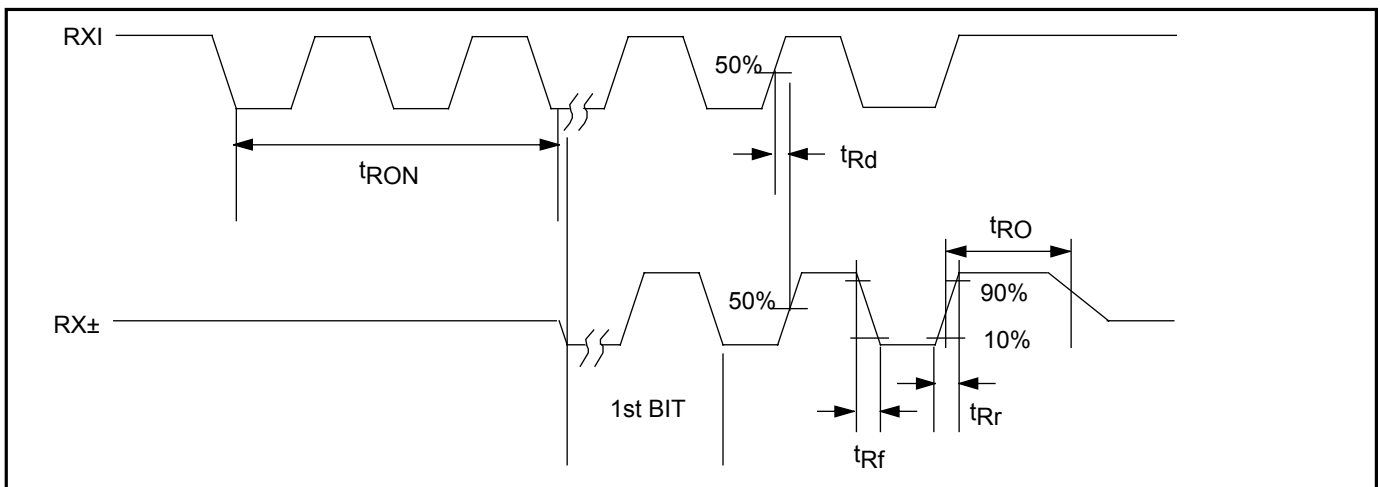 RXI
50%
tRd
tRON
tRO
50%
90%
RX±
10%
1st BIT
tRr
tRf